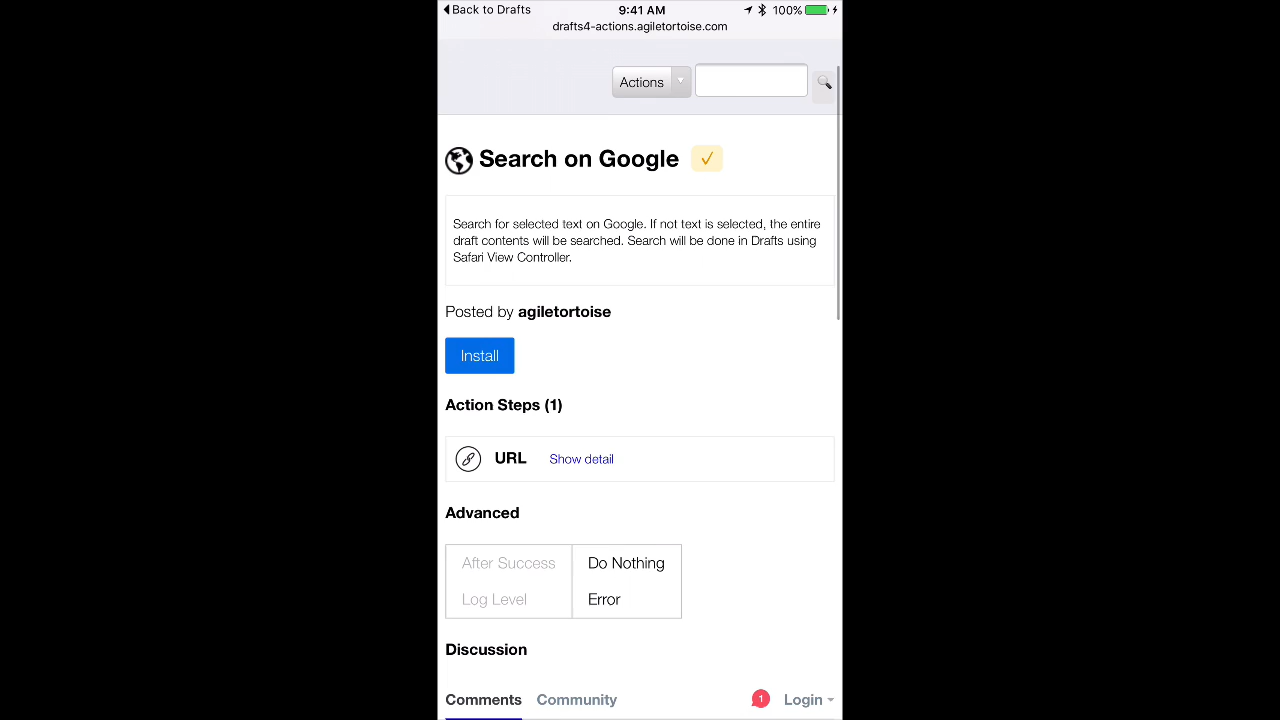 Back to Drafts 9:41 AM 100%
drafts4-actions.agiletortoise.com
Actions
Search on Google ✓
Search for selected text on Google. If not text is selected, the entire
draft contents will be searched. Search will be done in Drafts using
Safari View Controller.
Posted by agiletortoise
Install
Action Steps (1)
URL Show detail
Advanced
After Success Do Nothing
Log Level Error
Discussion
Comments Community 1 Login